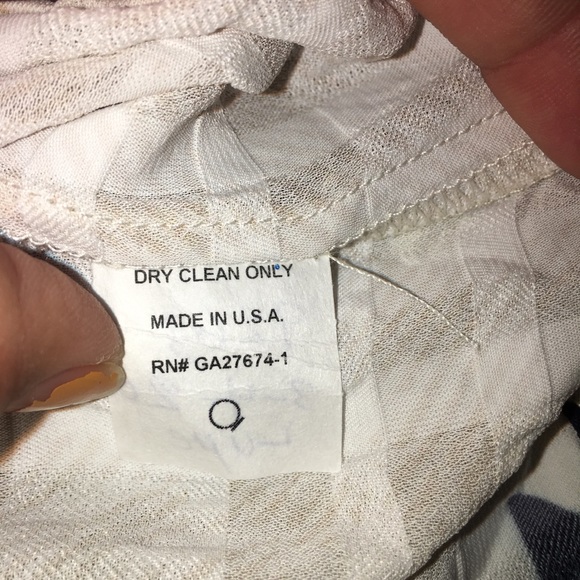 DRY CLEAN ONLY
MADE IN U.S.A.
RN# GA27674-1